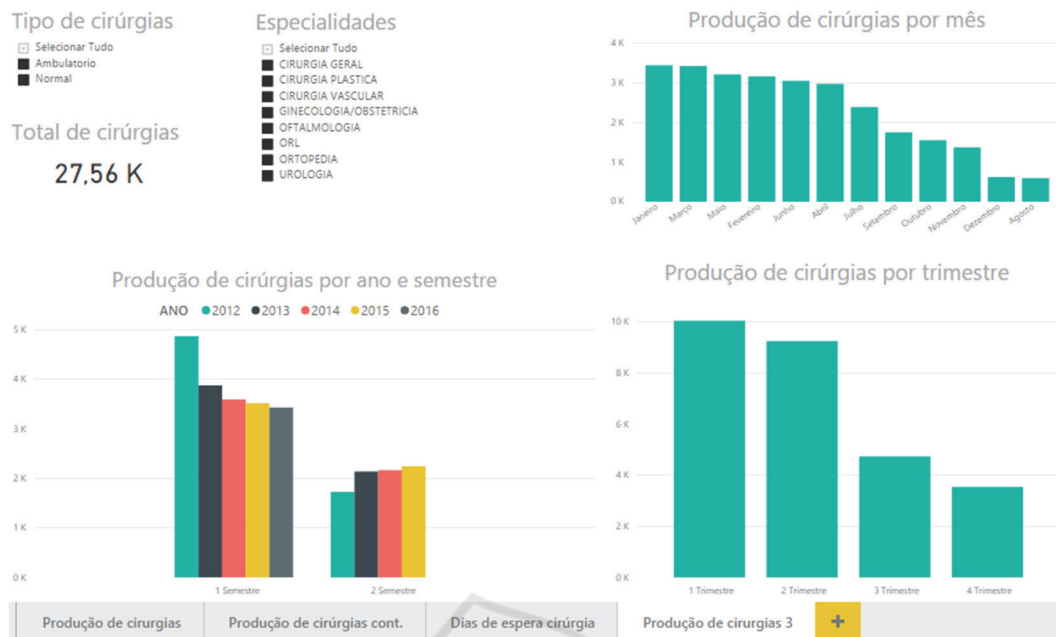 Tipo de cirúrgias
Selecionar Tudo
Ambulatorio
Normal
Total de cirúrgias
27,56 K
Especialidades
Selecionar Tudo
CIRURGIA GERAL
CIRURGIA PLASTICA
CIRURGIA VASCULAR
GINECOLOGIA/OBSTETRICIA
OFTALMOLOGIA
ORL
ORTOPEDIA
UROLOGIA
Produção de cirúrgias por mês
4 K
3 K
2 K
1 K
0 K
Janeiro
Março
Maio
Fevereiro
Junho
Abril
Julho
Setembro
Outubro
Novembro
Dezembro
Agosto
Produção de cirúrgias por ano e semestre
ANO 2012 2013 2014 2015 2016
5 K
4 K
3 K
2 K
1 K
0 K
1 Semestre
2 Semestre
Produção de cirúrgias por trimestre
10 K
8 K
6 K
4 K
2 K
0 K
1 Trimestre
2 Trimestre
3 Trimestre
4 Trimestre
Produção de cirurgias
Produção de cirúrgias cont.
Dias de espera cirúrgia
Produção de cirurgias 3
+